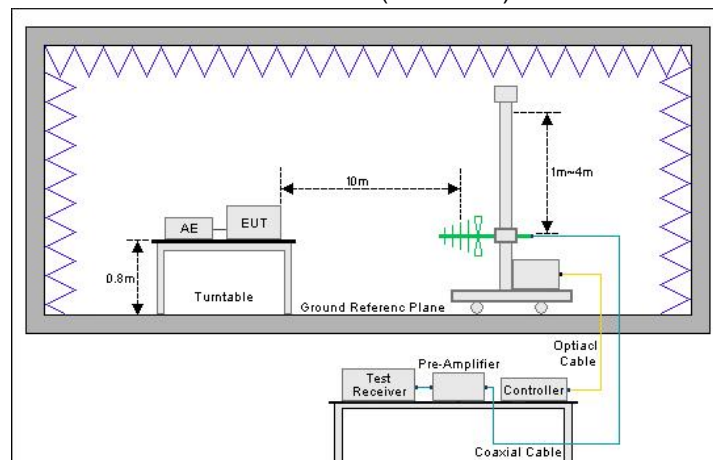 10m
1m~4m
AE
EUT
0.8m
Turntable
Ground Referenc Plane
Optiacl
Cable
Pre-Amplifier
Test
Receiver
Controller
Coaxial Cable